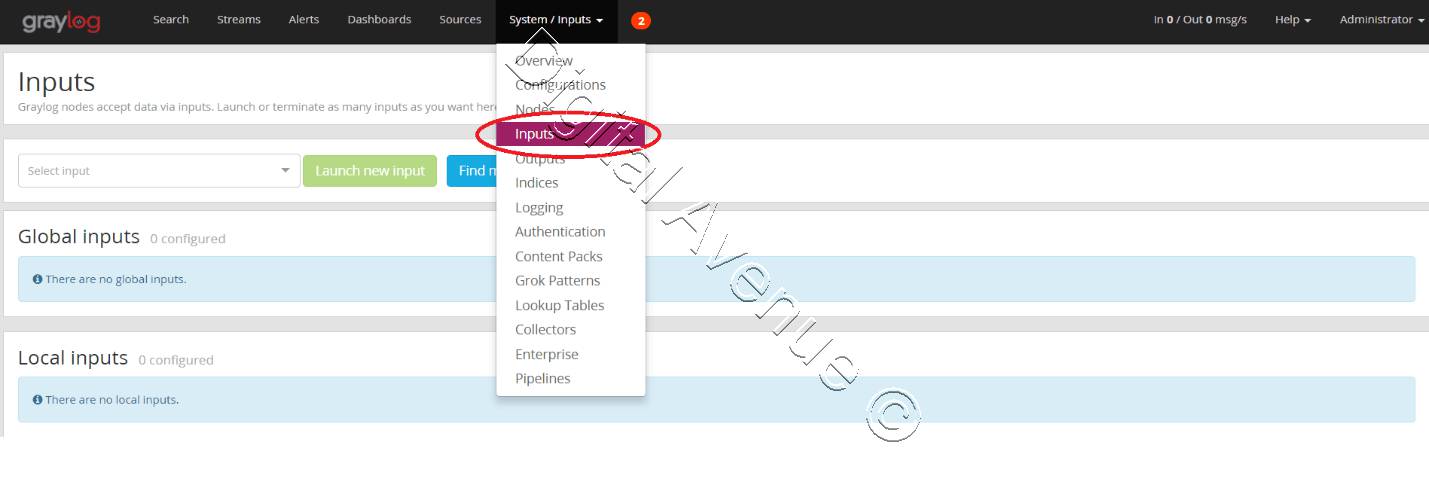 graylog Search Streams Alerts Dashboards Sources System / Inputs 2 In 0 / Out 0 msg/s Help Administrator
Inputs
Graylog nodes accept data via inputs. Launch or terminate as many inputs as you want here
Select input Launch new input Find m
Global inputs 0 configured
There are no global inputs.
Local inputs 0 configured
There are no local inputs.
Overview
Configurations
Nodes
Inputs
Outputs
Indices
Logging
Authentication
Content Packs
Grok Patterns
Lookup Tables
Collectors
Enterprise
Pipelines
Digital Avenue ©